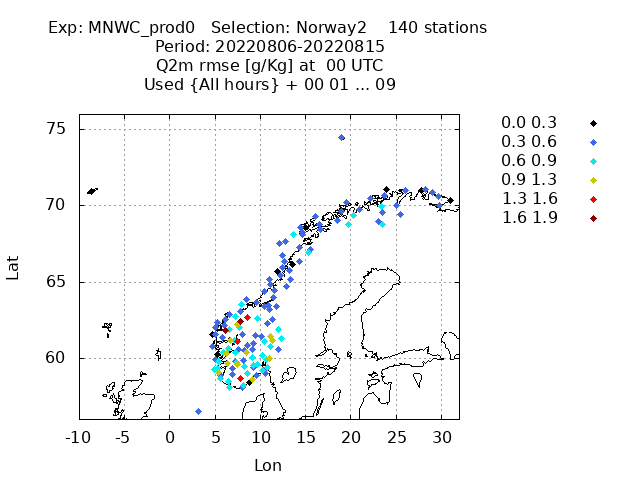 Exp: MNWC_prod0   Selection: Norway2    140 stations
Period: 20220806-20220815
Q2m rmse [g/Kg] at  00 UTC
Used {All hours} + 00 01 ... 09
75
70
65
60
Lat
-10 -5 0 5 10 15 20 25 30
Lon
0.0 0.3
0.3 0.6
0.6 0.9
0.9 1.3
1.3 1.6
1.6 1.9